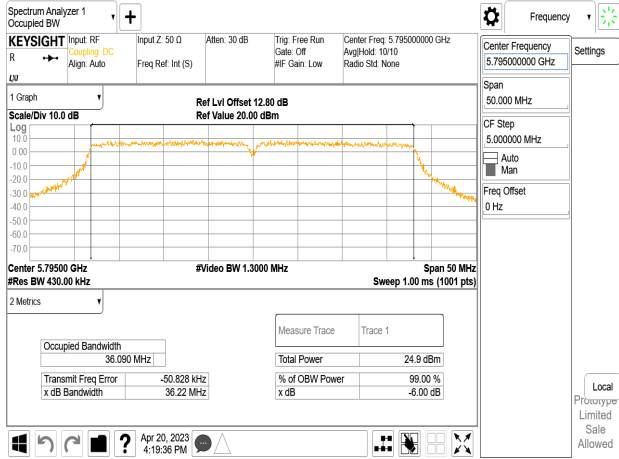 Spectrum Analyzer 1
Occupied BW
Frequency
KEYSIGHT
R
Input: RF
Coupling: DC
Align: Auto
Input Z: 50 Ω
Freq Ref: Int (S)
Atten: 30 dB
Trig: Free Run
Gate: Off
#IF Gain: Low
Center Freq: 5.795000000 GHz
Avg|Hold: 10/10
Radio Std: None
LXI
Center Frequency
5.795000000 GHz
Settings
Span
50.000 MHz
CF Step
5.000000 MHz
Auto
Man
Freq Offset
0 Hz
1 Graph
Scale/Div 10.0 dB
Ref Lvl Offset 12.80 dB
Ref Value 20.00 dBm
Log
10.0
0.00
-10.0
-20.0
-30.0
-40.0
-50.0
-60.0
-70.0
Center 5.79500 GHz
#Res BW 430.00 kHz
#Video BW 1.3000 MHz
Span 50 MHz
Sweep 1.00 ms (1001 pts)
2 Metrics
Measure Trace Trace 1
Occupied Bandwidth
36.090 MHz
Total Power 24.9 dBm
Transmit Freq Error -50.828 kHz
% of OBW Power 99.00 %
x dB Bandwidth 36.22 MHz
x dB -6.00 dB
Local
Prototype
Limited
Sale
Allowed
Apr 20, 2023
4:19:36 PM